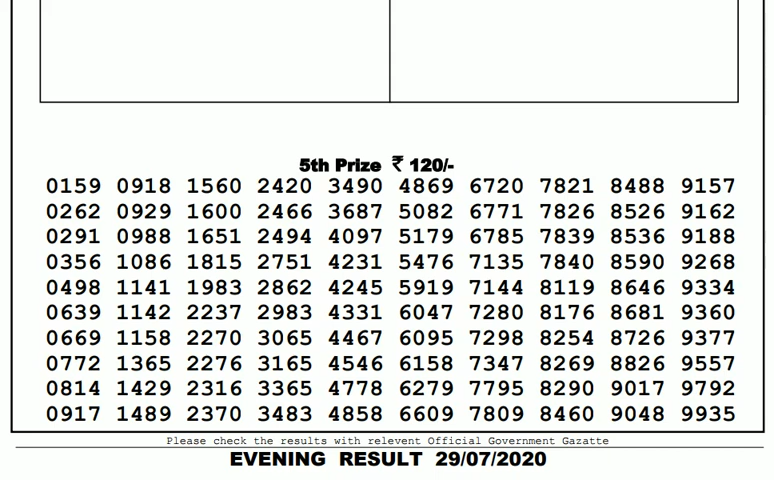 5th Prize ₹ 120/-
0159 0918 1560 2420 3490 4869 6720 7821 8488 9157
0262 0929 1600 2466 3687 5082 6771 7826 8526 9162
0291 0988 1651 2494 4097 5179 6785 7839 8536 9188
0356 1086 1815 2751 4231 5476 7135 7840 8590 9268
0498 1141 1983 2862 4245 5919 7144 8119 8646 9334
0639 1142 2237 2983 4331 6047 7280 8176 8681 9360
0669 1158 2270 3065 4467 6095 7298 8254 8726 9377
0772 1365 2276 3165 4546 6158 7347 8269 8826 9557
0814 1429 2316 3365 4778 6279 7795 8290 9017 9792
0917 1489 2370 3483 4858 6609 7809 8460 9048 9935
Please check the results with relevent Official Government Gazatte
EVENING RESULT 29/07/2020